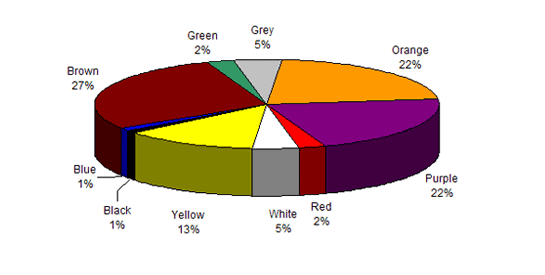 Green
2%
Grey
5%
Orange
22%
Brown
27%
Blue
1%
Black
1%
Yellow
13%
White
5%
Red
2%
Purple
22%